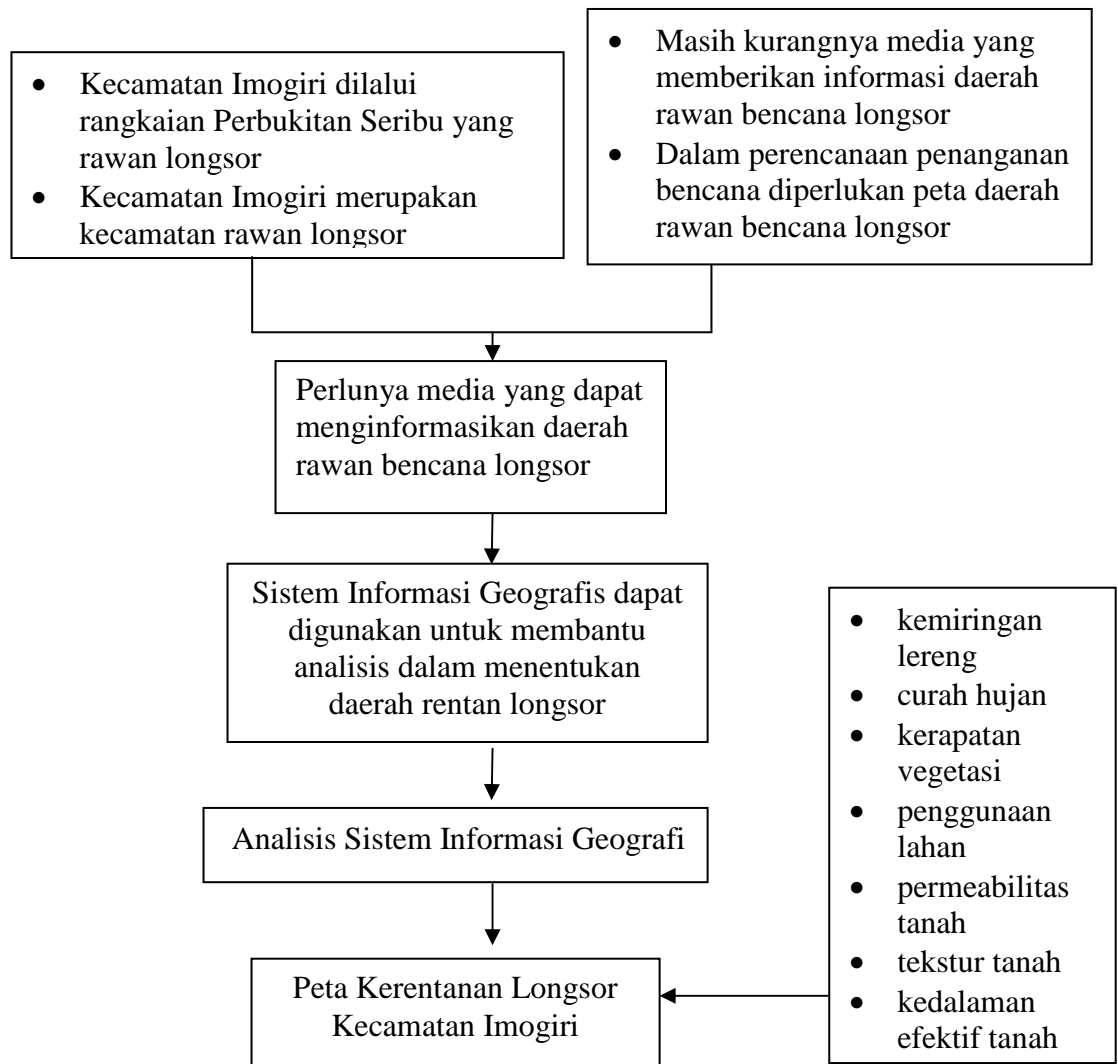 • Kecamatan Imogiri dilalui
rangkaian Perbukitan Seribu yang
rawan longsor
• Kecamatan Imogiri merupakan
kecamatan rawan longsor
• Masih kurangnya media yang
memberikan informasi daerah
rawan bencana longsor
• Dalam perencanaan penanganan
bencana diperlukan peta daerah
rawan bencana longsor
Perlunya media yang dapat
menginformasikan daerah
rawan bencana longsor
Sistem Informasi Geografis dapat
digunakan untuk membantu
analisis dalam menentukan
daerah rentan longsor
Analisis Sistem Informasi Geografi
• kemiringan
lereng
• curah hujan
• kerapatan
vegetasi
• penggunaan
lahan
• permeabilitas
tanah
• tekstur tanah
• kedalaman
efektif tanah
Peta Kerentanan Longsor
Kecamatan Imogiri